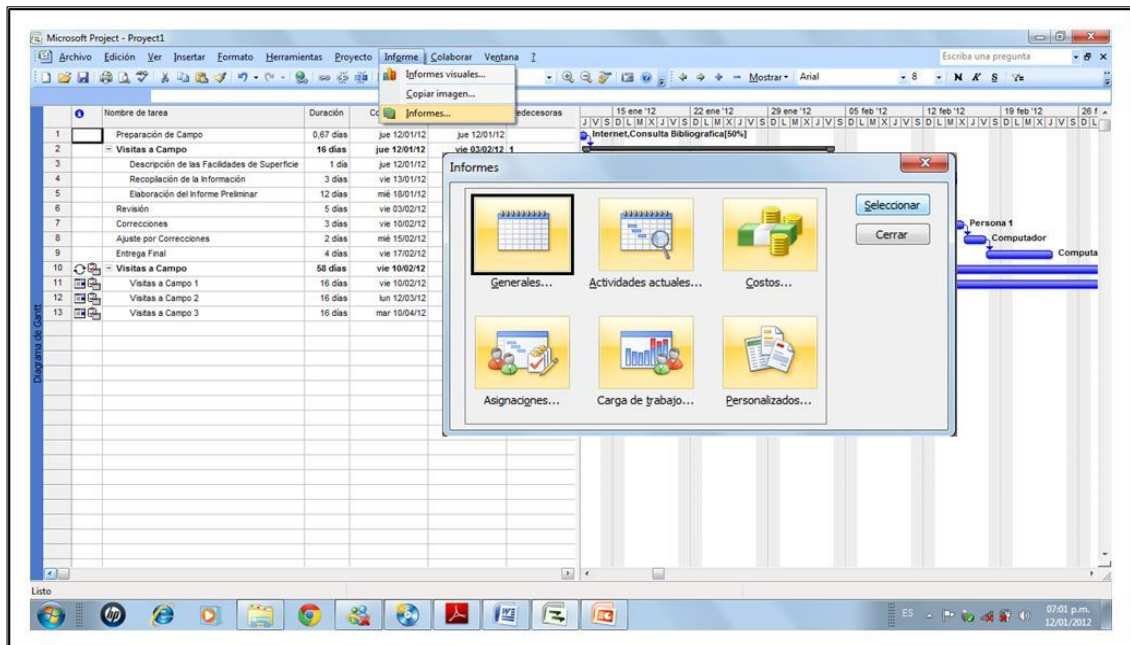 Microsoft Project - Proyect1
Archivo Edición Ver Insertar Formato Herramientas Proyecto Informe Colaborar Ventana ? Escriba una pregunta
Mostrar Arial 8 N K S
Informes visuales...
Copiar imagen...
Informes...
Nombre de tarea Duración edecesoras
15 ene '12 22 ene '12 29 ene '12 05 feb '12 12 feb '12 19 feb '12 26 f
J V S D L M X J V S D L M X J V S D L M X J V S D L M X J V S D L M X J V S D L M X J V S D L
1 Preparación de Campo 0,67 días jue 12/01/12 jue 12/01/12 Internet,Consulta Bibliografica[50%]
2 Visitas a Campo 16 días jue 12/01/12 vie 03/02/12 1
3 Descripción de las Facilidades de Superficie 1 día jue 12/01/12
4 Recopilación de la Información 3 días vie 13/01/12
5 Elaboración del Informe Preliminar 12 días mié 18/01/12
6 Revisión 5 días vie 03/02/12
7 Correcciones 3 días vie 10/02/12 Persona 1
8 Ajuste por Correcciones 2 días mié 15/02/12 Computador
9 Entrega Final 4 días vie 17/02/12 Computa
10 Visitas a Campo 58 días vie 10/02/12
11 Visitas a Campo 1 16 días vie 10/02/12
12 Visitas a Campo 2 16 días lun 12/03/12
13 Visitas a Campo 3 16 días mar 10/04/12
Diagrama de Gantt
Informes
Seleccionar
Cerrar
Generales... Actividades actuales... Costos...
Asignaciones... Carga de trabajo... Personalizados...
Listo
ES 07:01 p.m.
12/01/2012